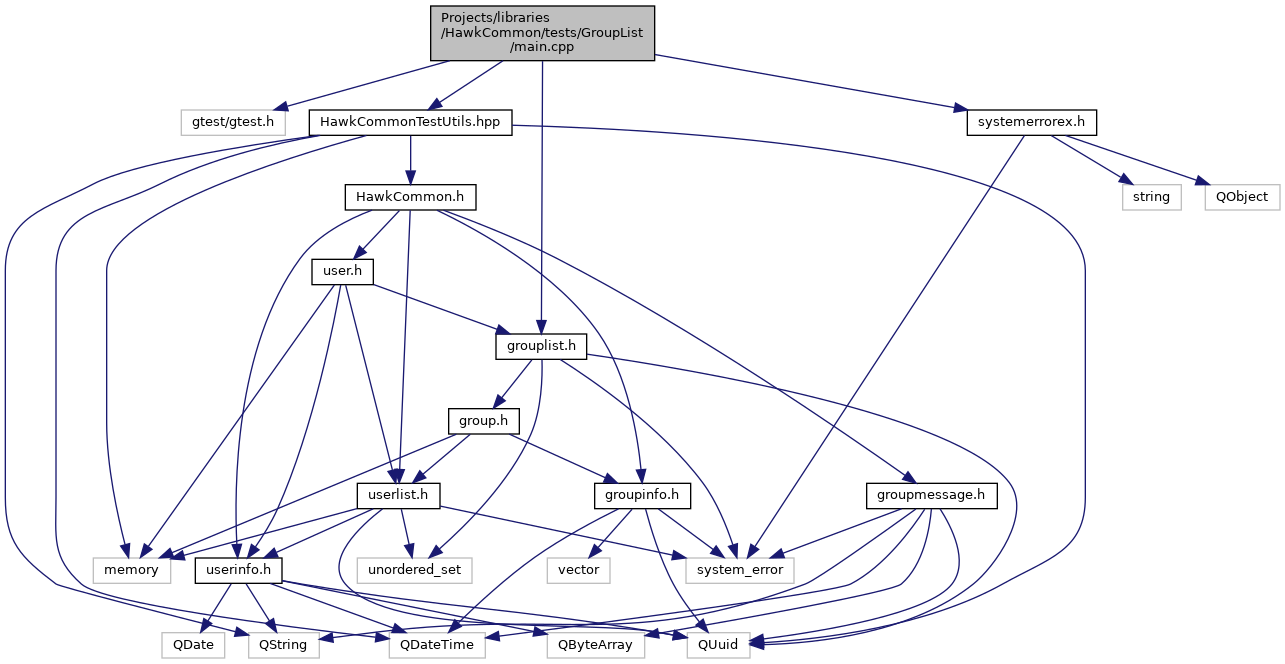 Projects/libraries
/HawkCommon/tests/GroupList
/main.cpp
gtest/gtest.h
HawkCommonTestUtils.hpp
systemerrorex.h
HawkCommon.h
string
QObject
user.h
grouplist.h
group.h
userlist.h
groupinfo.h
groupmessage.h
memory
userinfo.h
unordered_set
vector
system_error
QDate
QString
QDateTime
QByteArray
QUuid